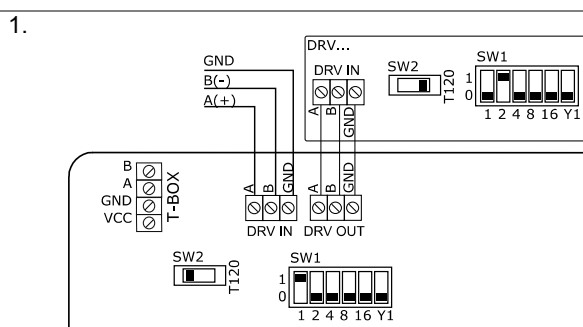 1.
DRV...
GND
B(-)
A(+)
DRV IN
A B GND
SW2
T120
SW1
1
0
1 2 4 8 16 Y1
B
A
GND
VCC
T-BOX
A B GND
DRV IN
A B GND
DRV OUT
SW2
T120
SW1
1
0
1 2 4 8 16 Y1